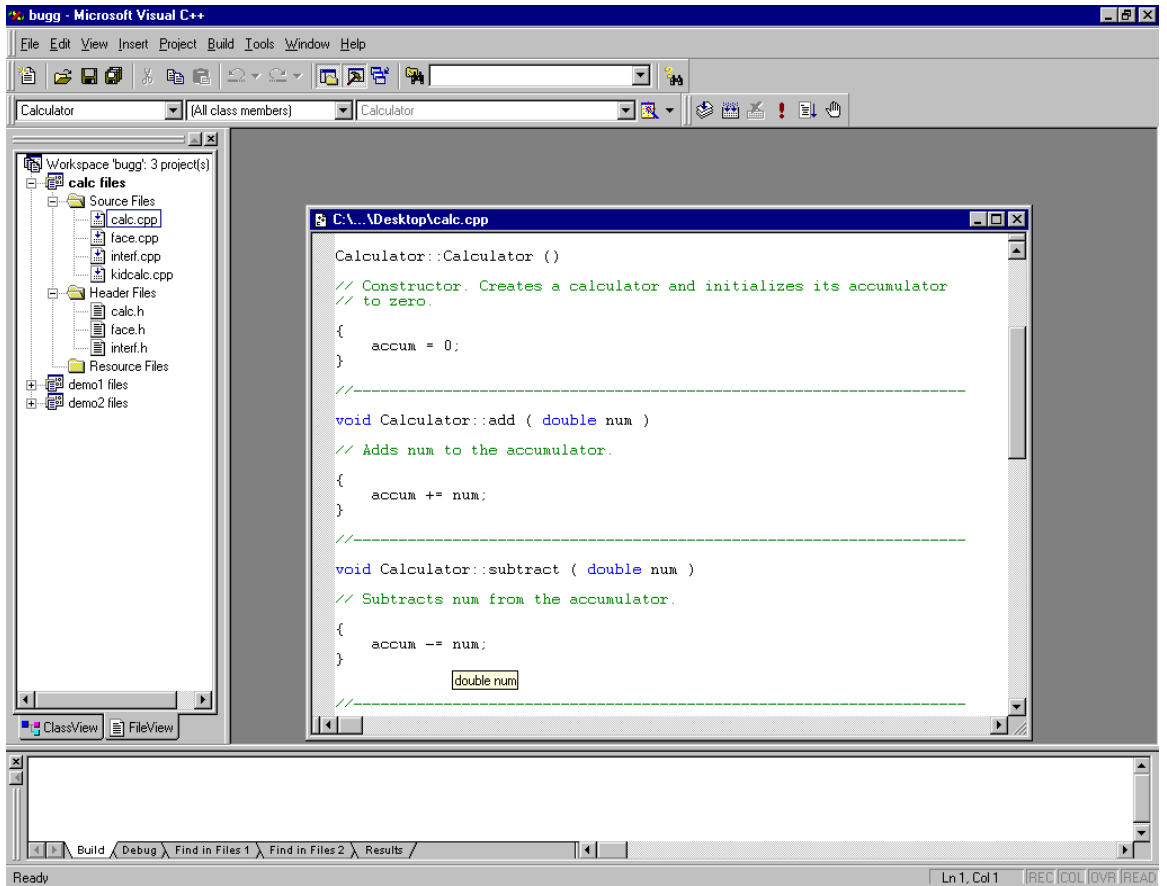 bugg - Microsoft Visual C++
File Edit View Insert Project Build Tools Window Help
Calculator (All class members) Calculator
Workspace 'bugg': 3 project(s)
calc files
Source Files
calc.cpp
face.cpp
interf.cpp
kidcalc.cpp
Header Files
calc.h
face.h
interf.h
Resource Files
demo1 files
demo2 files
ClassView FileView
C:\...\Desktop\calc.cpp
Calculator::Calculator ()
// Constructor. Creates a calculator and initializes its accumulator
// to zero.
{
accum = 0;
}
//--------------------------------------------------------------------
void Calculator::add ( double num )
// Adds num to the accumulator.
{
accum += num;
}
//--------------------------------------------------------------------
void Calculator::subtract ( double num )
// Subtracts num from the accumulator.
{
accum -= num;
}
double num
//--------------------------------------------------------------------
Build Debug Find in Files 1 Find in Files 2 Results
Ready Ln 1, Col 1 REC COL OVR READ